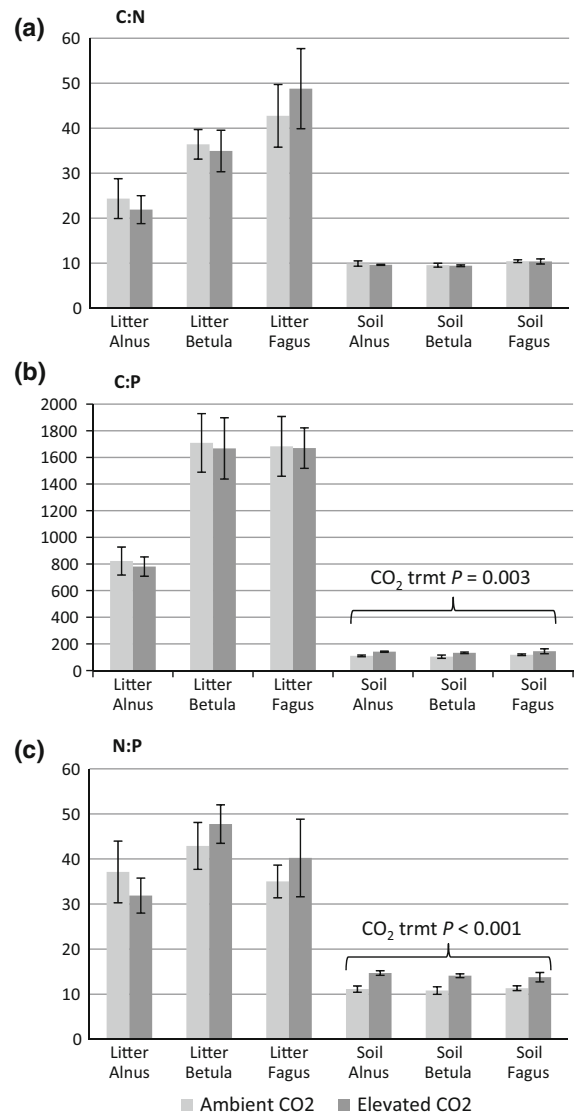 (a) C:N
60
50
40
30
20
10
0
Litter Litter Litter Soil Soil Soil
Alnus Betula Fagus Alnus Betula Fagus
(b) C:P
2000
1800
1600
1400
1200
1000
800
600
400
200
0
CO2 trmt P = 0.003
Litter Litter Litter Soil Soil Soil
Alnus Betula Fagus Alnus Betula Fagus
(c) N:P
60
50
40
30
20
10
0
CO2 trmt P < 0.001
Litter Litter Litter Soil Soil Soil
Alnus Betula Fagus Alnus Betula Fagus
Ambient CO2 Elevated CO2